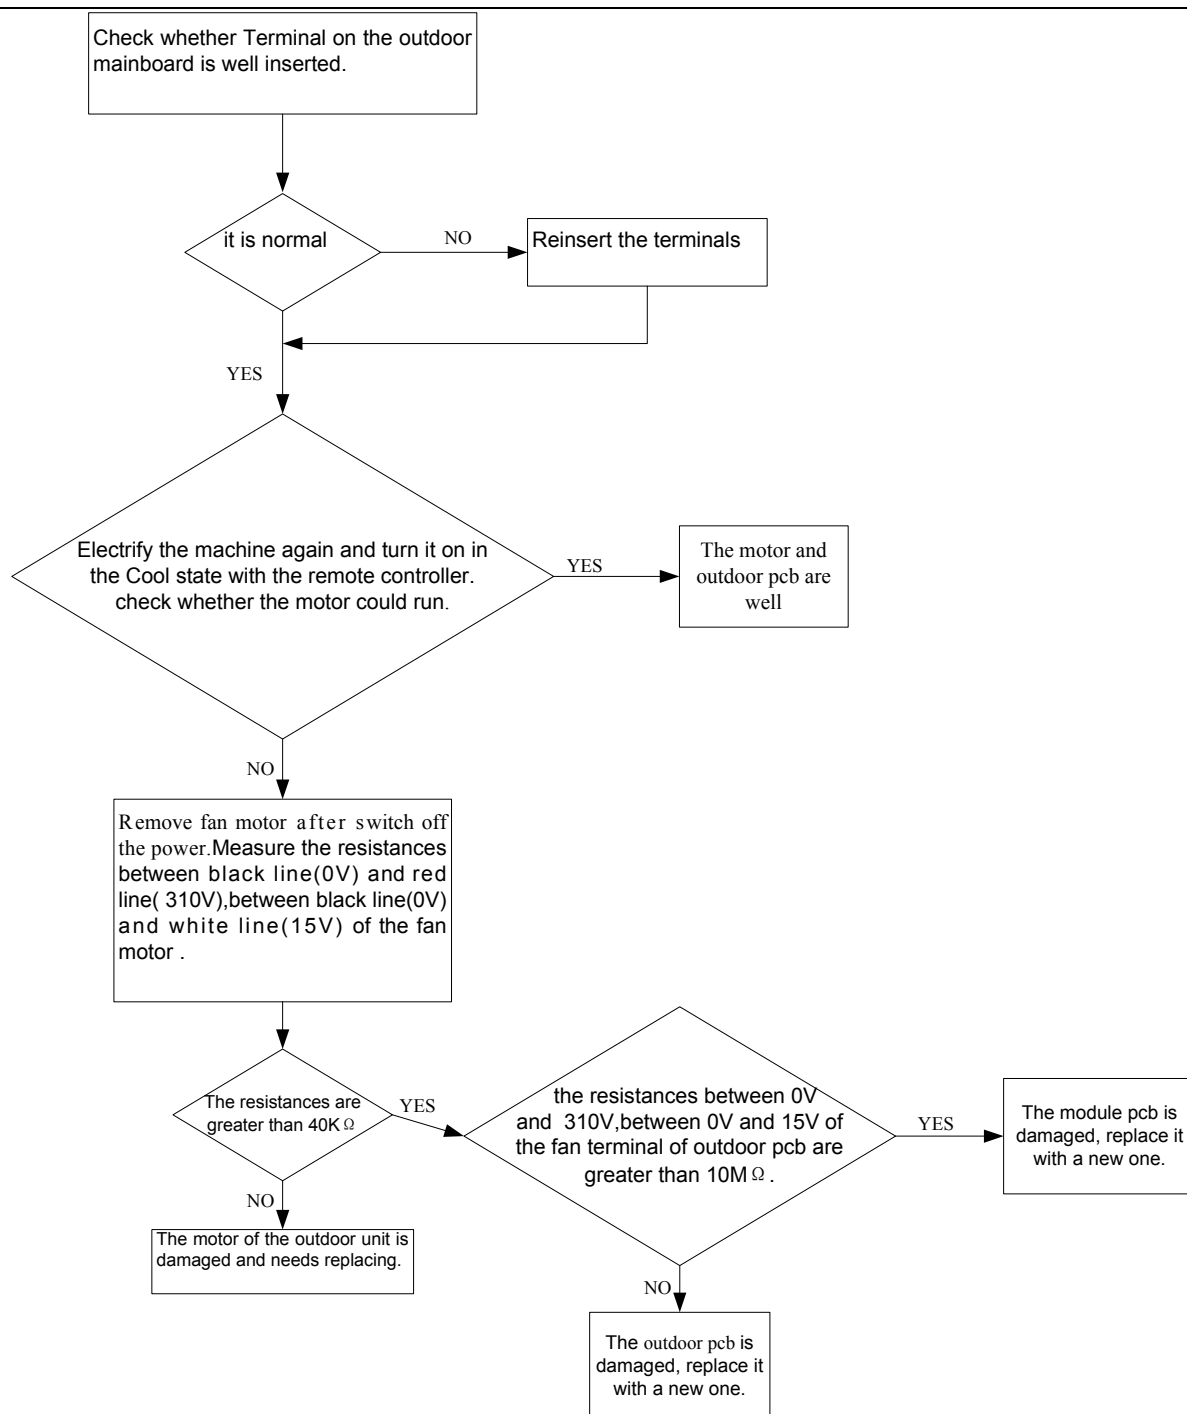 Check whether Terminal on the outdoor
mainboard is well inserted.
it is normal
NO
Reinsert the terminals
YES
Electrify the machine again and turn it on in
the Cool state with the remote controller.
check whether the motor could run.
YES
The motor and
outdoor pcb are
well
NO
Remove fan motor after switch off
the power.Measure the resistances
between black line(0V) and red
line( 310V),between black line(0V)
and white line(15V) of the fan
motor .
The resistances are
greater than 40K Ω
YES
the resistances between 0V
and 310V,between 0V and 15V of
the fan terminal of outdoor pcb are
greater than 10M Ω .
YES
The module pcb is
damaged, replace it
with a new one.
NO
The motor of the outdoor unit is
damaged and needs replacing.
NO
The outdoor pcb is
damaged, replace it
with a new one.